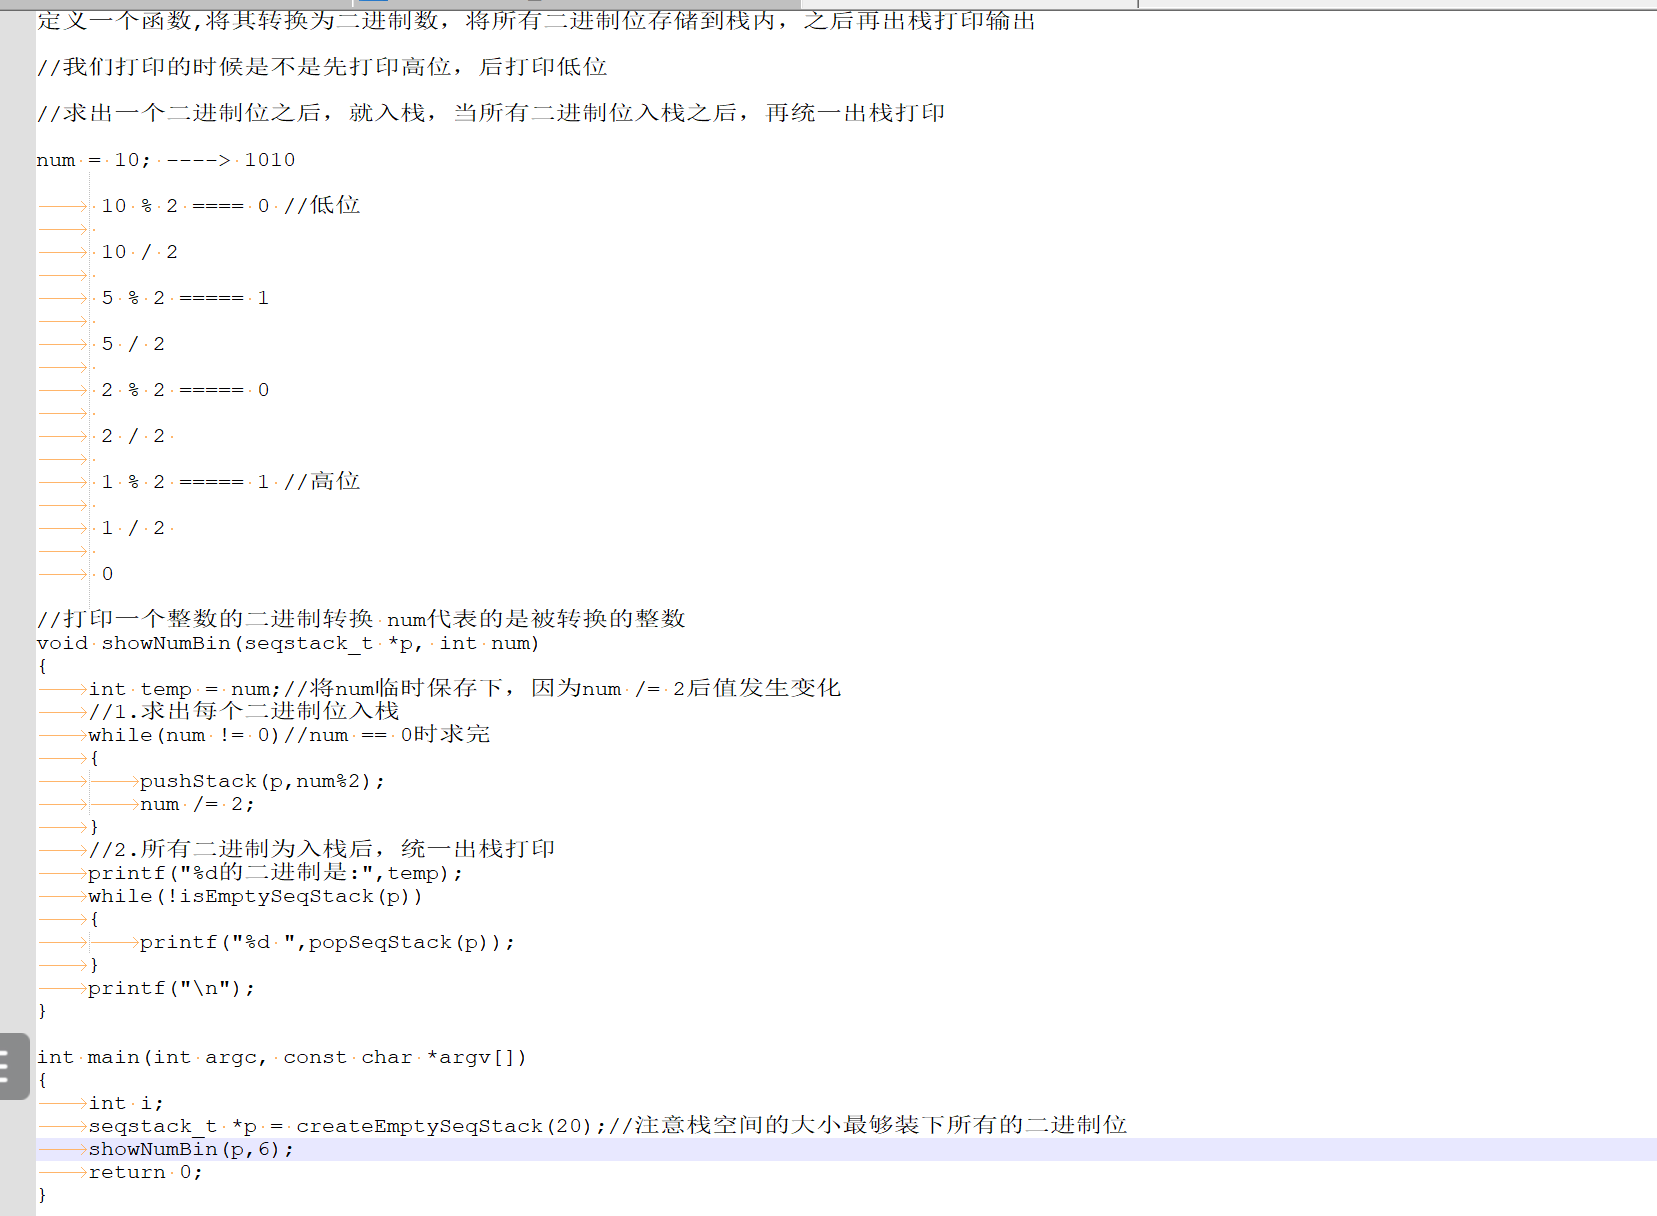 定义一个函数,将其转换为二进制数，将所有二进制位存储到栈内，之后再出栈打印输出
//我们打印的时候是不是先打印高位，后打印低位
//求出一个二进制位之后，就入栈，当所有二进制位入栈之后，再统一出栈打印
num = 10; ----> 1010
10 % 2 ==== 0 //低位
10 / 2
5 % 2 ===== 1
5 / 2
2 % 2 ===== 0
2 / 2
1 % 2 ===== 1 //高位
1 / 2
0
//打印一个整数的二进制转换 num代表的是被转换的整数
void showNumBin(seqstack_t *p, int num)
{
int temp = num;//将num临时保存下，因为num /= 2后值发生变化
//1.求出每个二进制位入栈
while(num != 0)//num == 0时求完
{
pushStack(p,num%2);
num /= 2;
}
//2.所有二进制为入栈后，统一出栈打印
printf("%d的二进制是:",temp);
while(!isEmptySeqStack(p))
{
printf("%d ",popSeqStack(p));
}
printf("\n");
}
int main(int argc, const char *argv[])
{
int i;
seqstack_t *p = createEmptySeqStack(20);//注意栈空间的大小最够装下所有的二进制位
showNumBin(p,6);
return 0;
}